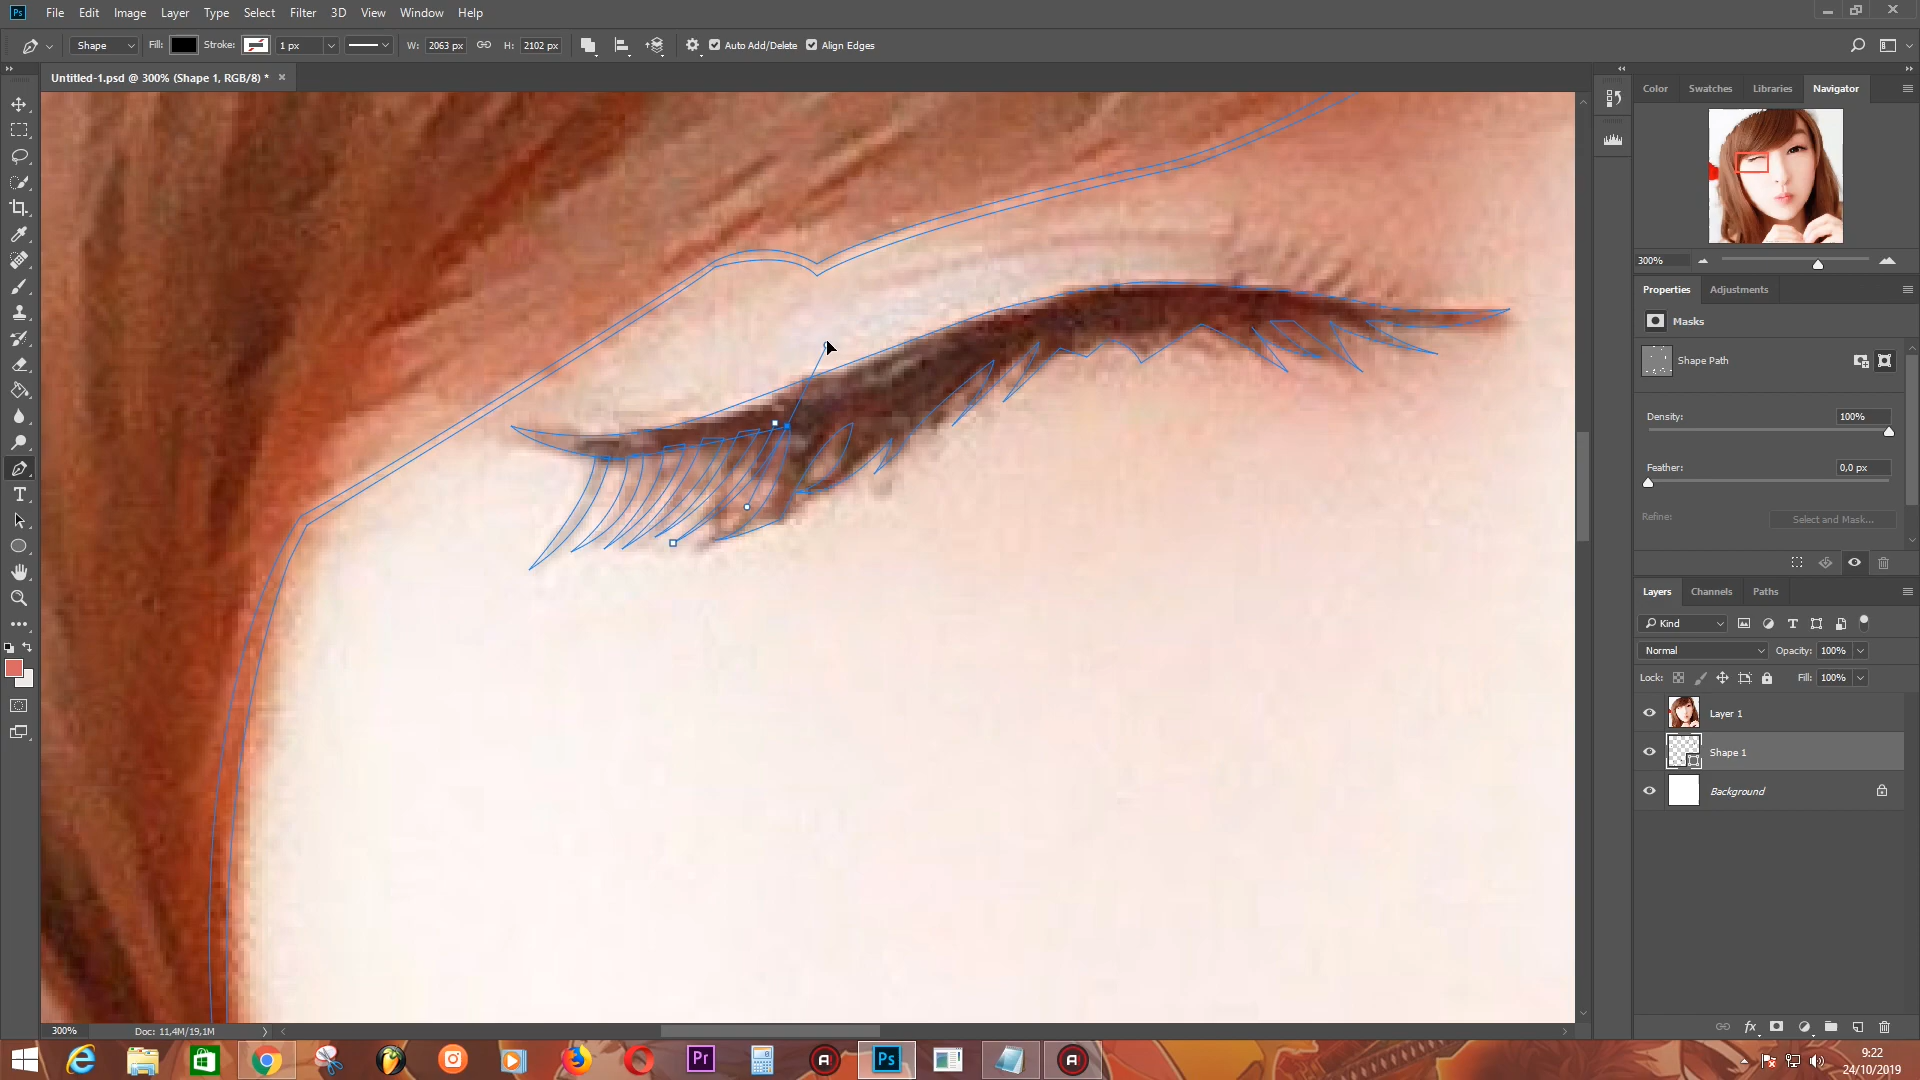 Ps File Edit Image Layer Type Select Filter 3D View Window Help
Shape Fill: Stroke: 1 px W: 2063 px H: 2102 px Auto Add/Delete Align Edges
Untitled-1.psd @ 300% (Shape 1, RGB/8) *
Color Swatches Libraries Navigator
300%
Properties Adjustments
Masks
Shape Path
Density: 100%
Feather: 0,0 px
Refine: Select and Mask...
Layers Channels Paths
Kind
Normal Opacity: 100%
Lock: Fill: 100%
Layer 1
Shape 1
Background
fx
300% Doc: 11,4M/19,1M
Pr Ps
9:22
24/10/2019